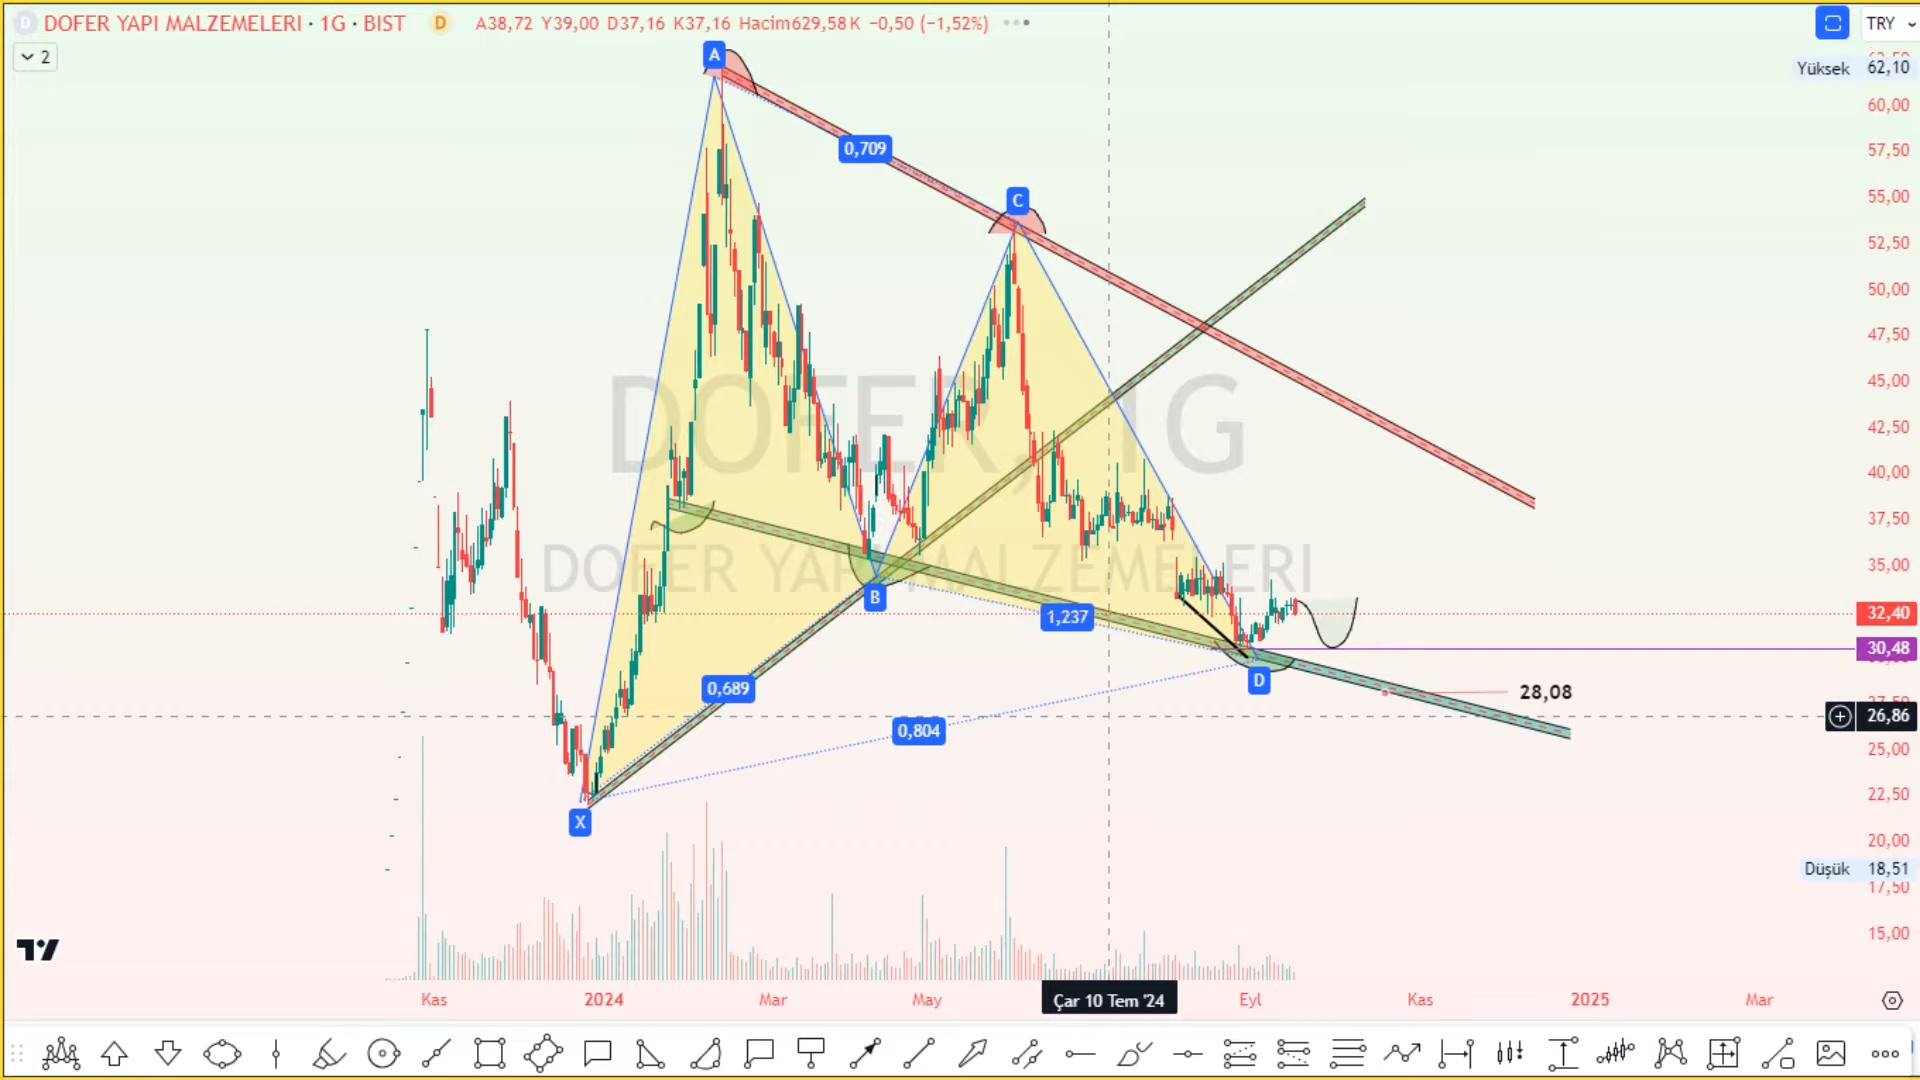 DOFER YAPI MALZEMELERI · 1G · BIST D A38,72 Y39,00 D37,16 K37,16 Hacim629,58 K −0,50 (−1,52%)
TRY
2
Yüksek 62,10
A
60,00
57,50
0,709
55,00
C
52,50
50,00
47,50
45,00
42,50
40,00
37,50
35,00
DOFER, 1G
DOFER YAPI MALZEMELERİ
B
1,237
32,40
30,48
D
28,08
0,689
0,804
26,86
25,00
22,50
X
20,00
Düşük 18,51
17,50
15,00
Kas 2024 Mar May Çar 10 Tem '24 Eyl Kas 2025 Mar